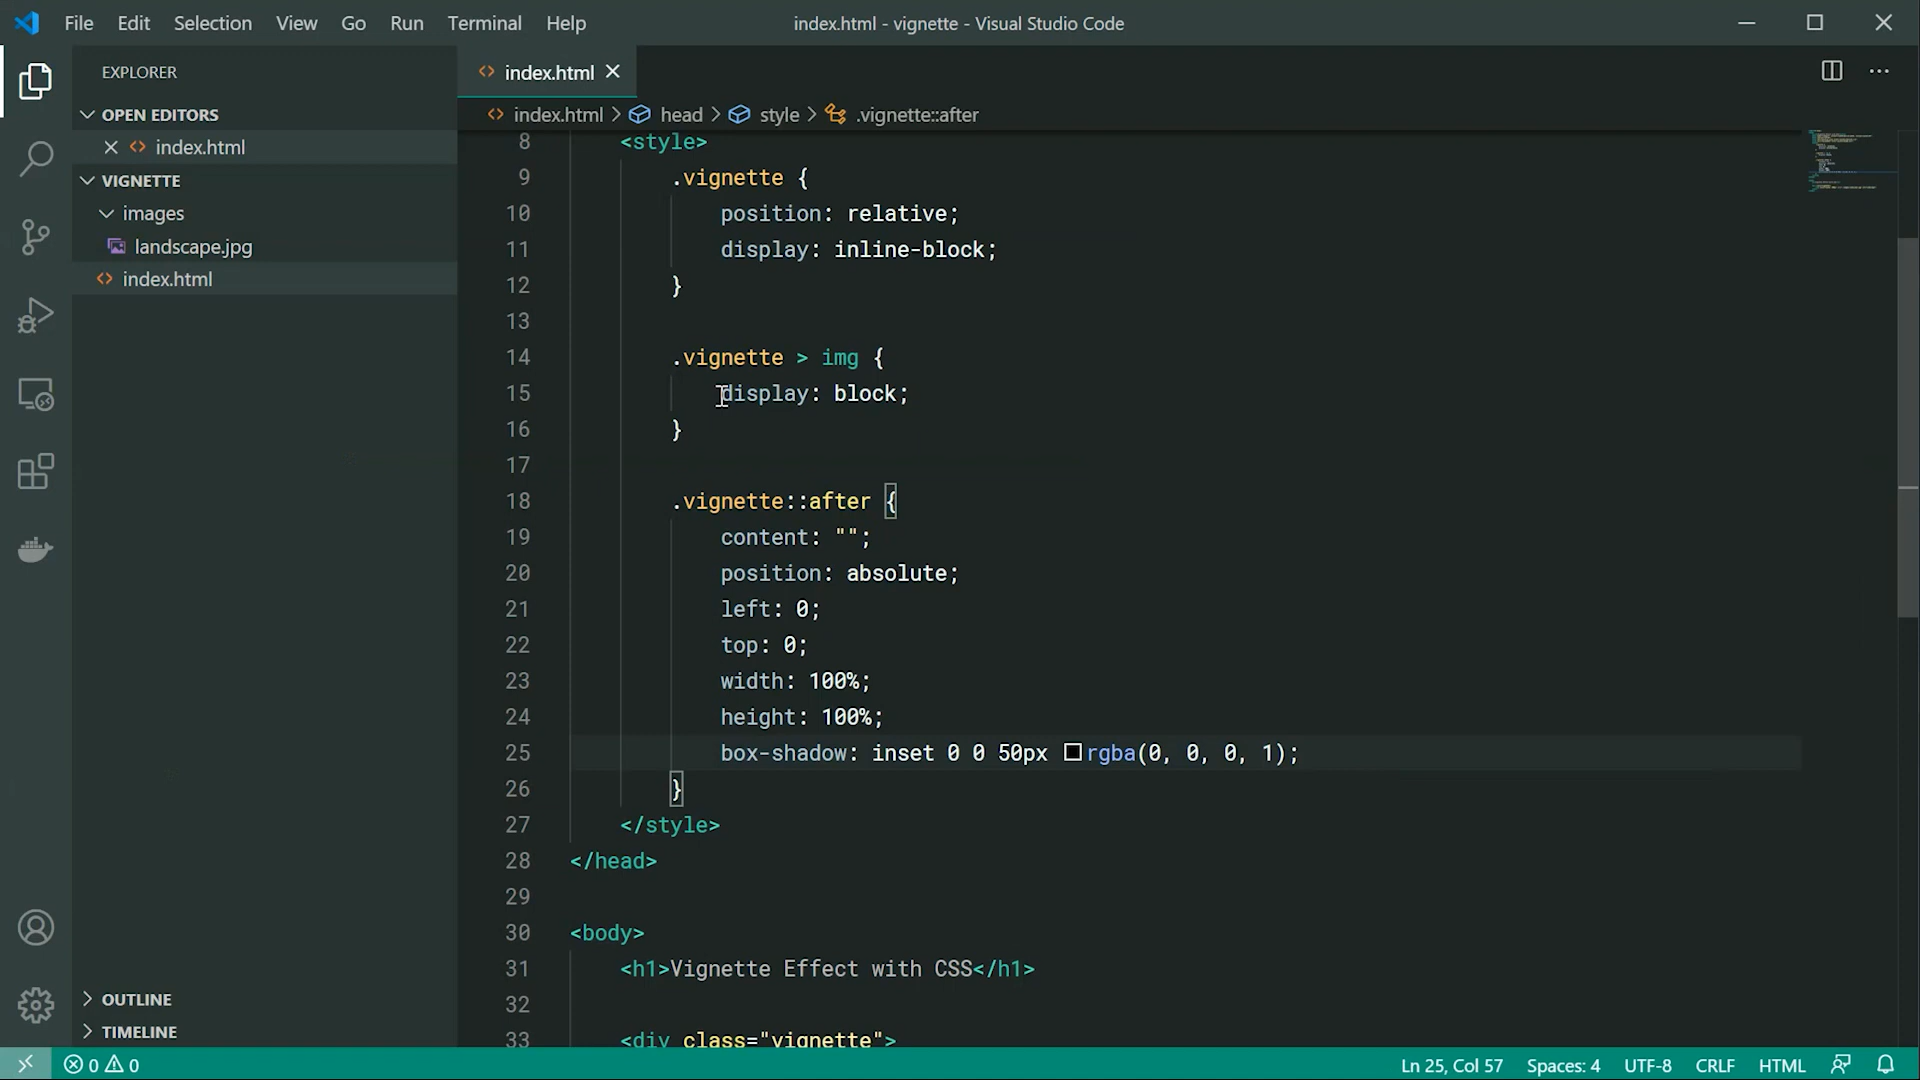 File Edit Selection View Go Run Terminal Help
index.html - vignette - Visual Studio Code
EXPLORER
OPEN EDITORS
index.html
VIGNETTE
images
landscape.jpg
index.html
OUTLINE
TIMELINE
index.html
index.html head style .vignette::after
8 <style>
9 .vignette {
10 position: relative;
11 display: inline-block;
12 }
13
14 .vignette > img {
15 display: block;
16 }
17
18 .vignette::after {
19 content: "";
20 position: absolute;
21 left: 0;
22 top: 0;
23 width: 100%;
24 height: 100%;
25 box-shadow: inset 0 0 50px rgba(0, 0, 0, 1);
26 }
27 </style>
28 </head>
29
30 <body>
31 <h1>Vignette Effect with CSS</h1>
32
33 <div class="vignette">
0 0 Ln 25, Col 57 Spaces: 4 UTF-8 CRLF HTML